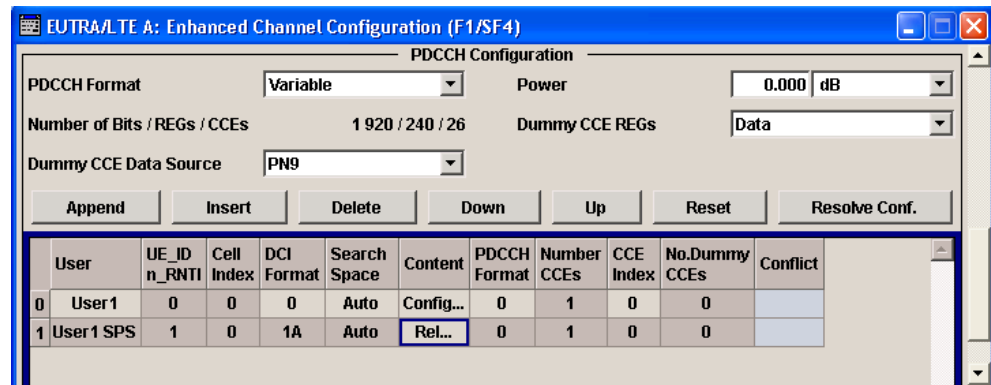 EUTRA/LTE A: Enhanced Channel Configuration (F1/SF4)
PDCCH Configuration
PDCCH Format Variable Power 0.000 dB
Number of Bits / REGs / CCEs 1 920 / 240 / 26 Dummy CCE REGs Data
Dummy CCE Data Source PN9
Append Insert Delete Down Up Reset Resolve Conf.
User UE_ID n_RNTI Cell Index DCI Format Search Space Content PDCCH Format Number CCEs CCE Index No.Dummy CCEs Conflict
0 User1 0 0 0 Auto Config... 0 1 0 0
1 User1 SPS 1 0 1A Auto Rel... 0 1 0 0